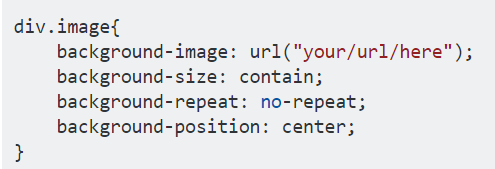 div.image{
background-image: url("your/url/here");
background-size: contain;
background-repeat: no-repeat;
background-position: center;
}